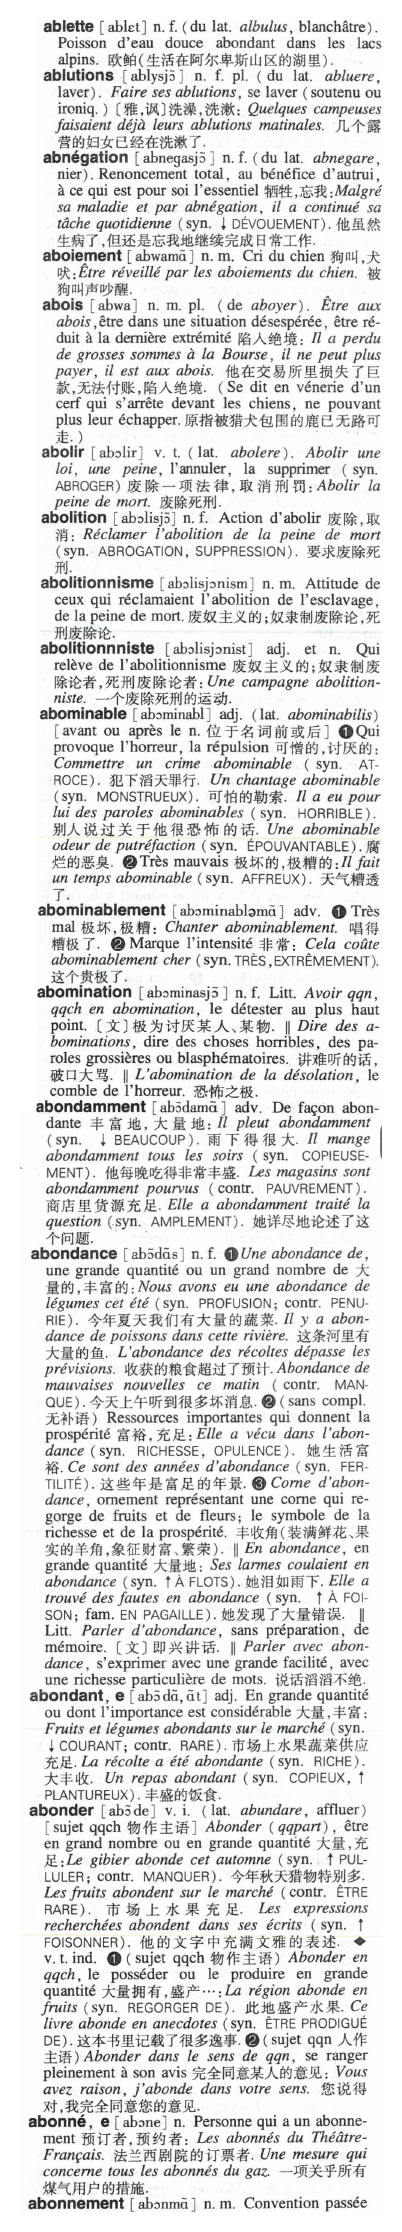 ablette [ablɛt] n. f. (du lat. albulus, blanchâtre).
Poisson d'eau douce abondant dans les lacs
alpins. 欧鲌(生活在阿尔卑斯山区的湖里).
ablutions [ablysjɔ̃] n. f. pl. (du lat. abluere,
laver). Faire ses ablutions, se laver (soutenu ou
ironiq.) [雅,讽]洗澡,洗漱: Quelques campeuses
faisaient déjà leurs ablutions matinales. 几个露
营的妇女已经在洗漱了.
abnégation [abnegasjɔ̃] n. f. (du lat. abnegare,
nier). Renoncement total, au bénéfice d'autrui,
à ce qui est pour soi l'essentiel 牺牲,忘我:Malgré
sa maladie et par abnégation, il a continué sa
tâche quotidienne (syn. ↓ DÉVOUEMENT). 他虽然
生病了,但还是忘我地继续完成日常工作.
aboiement [abwamɑ̃] n. m. Cri du chien 狗叫,犬
吠:Être réveillé par les aboiements du chien. 被
狗叫声吵醒.
abois [abwa] n. m. pl. (de aboyer). Être aux
abois,être dans une situation désespérée, être ré-
duit à la dernière extrémité 陷入绝境: Il a perdu
de grosses sommes à la Bourse, il ne peut plus
payer, il est aux abois. 他在交易所里损失了巨
款,无法付账,陷入绝境. (Se dit en vénerie d'un
cerf qui s'arrête devant les chiens, ne pouvant
plus leur échapper.原指被猎犬包围的鹿已无路可
走.)
abolir [abɔlir] v. t. (lat. abolere). Abolir une
loi, une peine, l'annuler, la supprimer (syn.
ABROGER) 废除一项法律,取消刑罚:Abolir la
peine de mort. 废除死刑.
abolition [abɔlisjɔ̃] n. f. Action d'abolir 废除,取
消: Réclamer l'abolition de la peine de mort
(syn. ABROGATION, SUPPRESSION). 要求废除死
刑.
abolitionnisme [abɔlisjɔnism] n. m. Attitude de
ceux qui réclamaient l'abolition de l'esclavage,
de la peine de mort. 废奴主义的;奴隶制废除论,死
刑废除论.
abolitionnniste [abɔlisjɔnist] adj. et n. Qui
relève de l'abolitionnisme 废奴主义的;奴隶制废
除论者,死刑废除论者:Une campagne abolition-
niste. 一个废除死刑的运动.
abominable [abɔminabl] adj. (lat. abominabilis)
[avant ou après le n. 位于名词前或后] ❶Qui
provoque l'horreur, la répulsion 可憎的,讨厌的:
Commettre un crime abominable (syn. AT-
ROCE). 犯下滔天罪行. Un chantage abominable
(syn. MONSTRUEUX). 可怕的勒索. Il a eu pour
lui des paroles abominables (syn. HORRIBLE).
别人说过关于他很恐怖的话. Une abominable
odeur de putréfaction (syn. ÉPOUVANTABLE).腐
烂的恶臭. ❷Très mauvais 极坏的,极糟的:Il fait
un temps abominable (syn. AFFREUX). 天气糟透
了.
abominablement [abɔminabləmɑ̃] adv. ❶ Très
mal 极坏,极糟: Chanter abominablement. 唱得
糟极了. ❷ Marque l'intensité 非常: Cela coûte
abominablement cher (syn. TRÈS,EXTRÊMEMENT).
这个贵极了.
abomination [abɔminasjɔ̃] n. f. Litt. Avoir qqn,
qqch en abomination, le détester au plus haut
point. [文]极为讨厌某人、某物. ‖ Dire des a-
bominations, dire des choses horribles, des pa-
roles grossières ou blasphématoires. 讲难听的话,
破口大骂. ‖ L'abomination de la désolation, le
comble de l'horreur. 恐怖之极.
abondamment [abɔ̃damɑ̃] adv. De façon abon-
dante 丰富地,大量地: Il pleut abondamment
(syn. ↓ BEAUCOUP). 雨下得很大. Il mange
abondamment tous les soirs (syn. COPIEUSE-
MENT). 他每晚吃得非常丰盛. Les magasins sont
abondamment pourvus (contr. PAUVREMENT).
商店里货源充足. Elle a abondamment traité la
question (syn. AMPLEMENT). 她详尽地论述了这
个问题.
abondance [abɔ̃dɑ̃s] n. f. ❶Une abondance de,
une grande quantité ou un grand nombre de 大
量的,丰富的:Nous avons eu une abondance de
légumes cet été (syn. PROFUSION; contr. PENU-
RIE). 今年夏天我们有大量的蔬菜. Il y a abon-
dance de poissons dans cette rivière. 这条河里有
大量的鱼. L'abondance des récoltes dépasse les
prévisions. 收获的粮食超过了预计.Abondance de
mauvaises nouvelles ce matin (contr. MAN-
QUE).今天上午听到很多坏消息.❷(sans compl.
无补语) Ressources importantes qui donnent la
prospérité 富裕,充足:Elle a vécu dans l'abon-
dance (syn. RICHESSE, OPULENCE). 她生活富
裕.Ce sont des années d'abondance (syn. FER-
TILITÉ). 这些年是富足的年景. ❸ Corne d'abon-
dance, ornement représentant une corne qui re-
gorge de fruits et de fleurs; le symbole de la
richesse et de la prospérité. 丰收角(装满鲜花、果
实的羊角,象征财富、繁荣). ‖ En abondance, en
grande quantité 大量地: Ses larmes coulaient en
abondance (syn. ↑À FLOTS). 她泪如雨下. Elle a
trouvé des fautes en abondance (syn. ↑À FOI-
SON; fam. EN PAGAILLE).她发现了大量错误. ‖
Litt. Parler d'abondance, sans préparation, de
mémoire. [文]即兴讲话. ‖ Parler avec abon-
dance, s'exprimer avec une grande facilité, avec
une richesse particulière de mots. 说话滔滔不绝.
abondant, e [abɔ̃dɑ̃, ɑ̃t] adj. En grande quantité
ou dont l'importance est considérable 大量,丰富:
Fruits et légumes abondants sur le marché (syn.
↓COURANT; contr. RARE).市场上水果蔬菜供应
充足.La récolte a été abondante (syn. RICHE).
大丰收. Un repas abondant (syn. COPIEUX, ↑
PLANTUREUX). 丰盛的饭食.
abonder [abɔ̃de] v. i. (lat. abundare, affluer)
[sujet qqch 物作主语] Abonder (qqpart), être
en grand nombre ou en grande quantité 大量,充
足:Le gibier abonde cet automne (syn. ↑PUL-
LULER; contr. MANQUER). 今年秋天猎物特别多.
Les fruits abondent sur le marché (contr. ÊTRE
RARE). 市场上水果充足. Les expressions
recherchées abondent dans ses écrits (syn. ↑
FOISONNER). 他的文字中充满文雅的表述. ◆
v. t. ind. ❶(sujet qqch 物作主语) Abonder en
qqch, le posséder ou le produire en grande
quantité 大量拥有,盛产…:La région abonde en
fruits (syn. REGORGER DE). 此地盛产水果. Ce
livre abonde en anecdotes (syn. ÊTRE PRODIGUÉ
DE).这本书里记载了很多逸事.❷(sujet qqn 人作
主语)Abonder dans le sens de qqn, se ranger
pleinement à son avis 完全同意某人的意见: Vous
avez raison, j'abonde dans votre sens. 您说得
对,我完全同意您的意见.
abonné, e [abɔne] n. Personne qui a un abonne-
ment 预订者,预约者: Les abonnés du Théâtre-
Français. 法兰西剧院的订票者. Une mesure qui
concerne tous les abonnés du gaz. 一项关乎所有
煤气用户的措施.
abonnement [abɔnmɑ̃] n. m. Convention passée